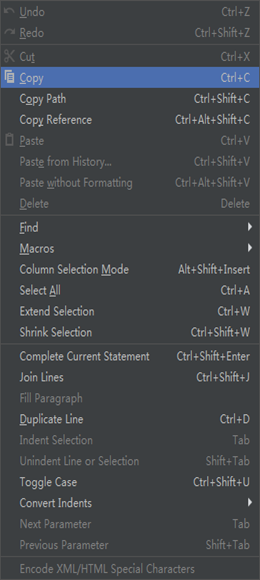 Undo Ctrl+Z
Redo Ctrl+Shift+Z
Cut Ctrl+X
Copy Ctrl+C
Copy Path Ctrl+Shift+C
Copy Reference Ctrl+Alt+Shift+C
Paste Ctrl+V
Paste from History... Ctrl+Shift+V
Paste without Formatting Ctrl+Alt+Shift+V
Delete Delete
Find
Macros
Column Selection Mode Alt+Shift+Insert
Select All Ctrl+A
Extend Selection Ctrl+W
Shrink Selection Ctrl+Shift+W
Complete Current Statement Ctrl+Shift+Enter
Join Lines Ctrl+Shift+J
Fill Paragraph
Duplicate Line Ctrl+D
Indent Selection Tab
Unindent Line or Selection Shift+Tab
Toggle Case Ctrl+Shift+U
Convert Indents
Next Parameter Tab
Previous Parameter Shift+Tab
Encode XML/HTML Special Characters